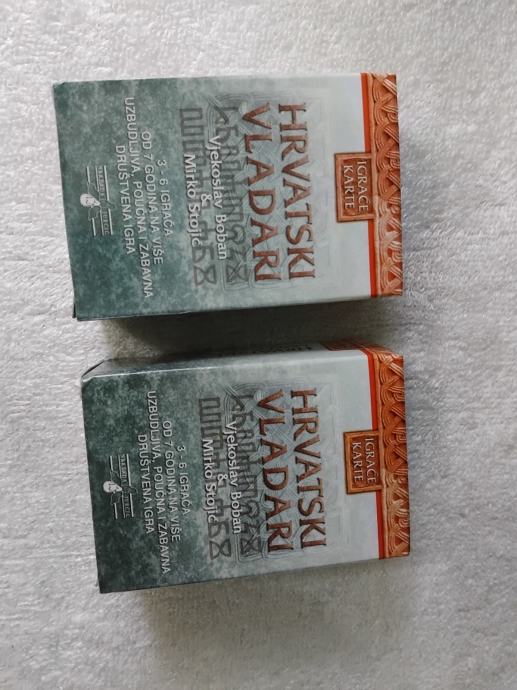 IGRAĆE
KARTE
HRVATSKI
VLADARI
Vjekoslav Boban
&
Mirko Stojić
3 - 6 IGRAČA
OD 7 GODINA NA VIŠE
UZBUDLJIVA, POUČNA I ZABAVNA
DRUŠTVENA IGRA
IGRAĆE
KARTE
HRVATSKI
VLADARI
Vjekoslav Boban
&
Mirko Stojić
3 - 6 IGRAČA
OD 7 GODINA NA VIŠE
UZBUDLJIVA, POUČNA I ZABAVNA
DRUŠTVENA IGRA